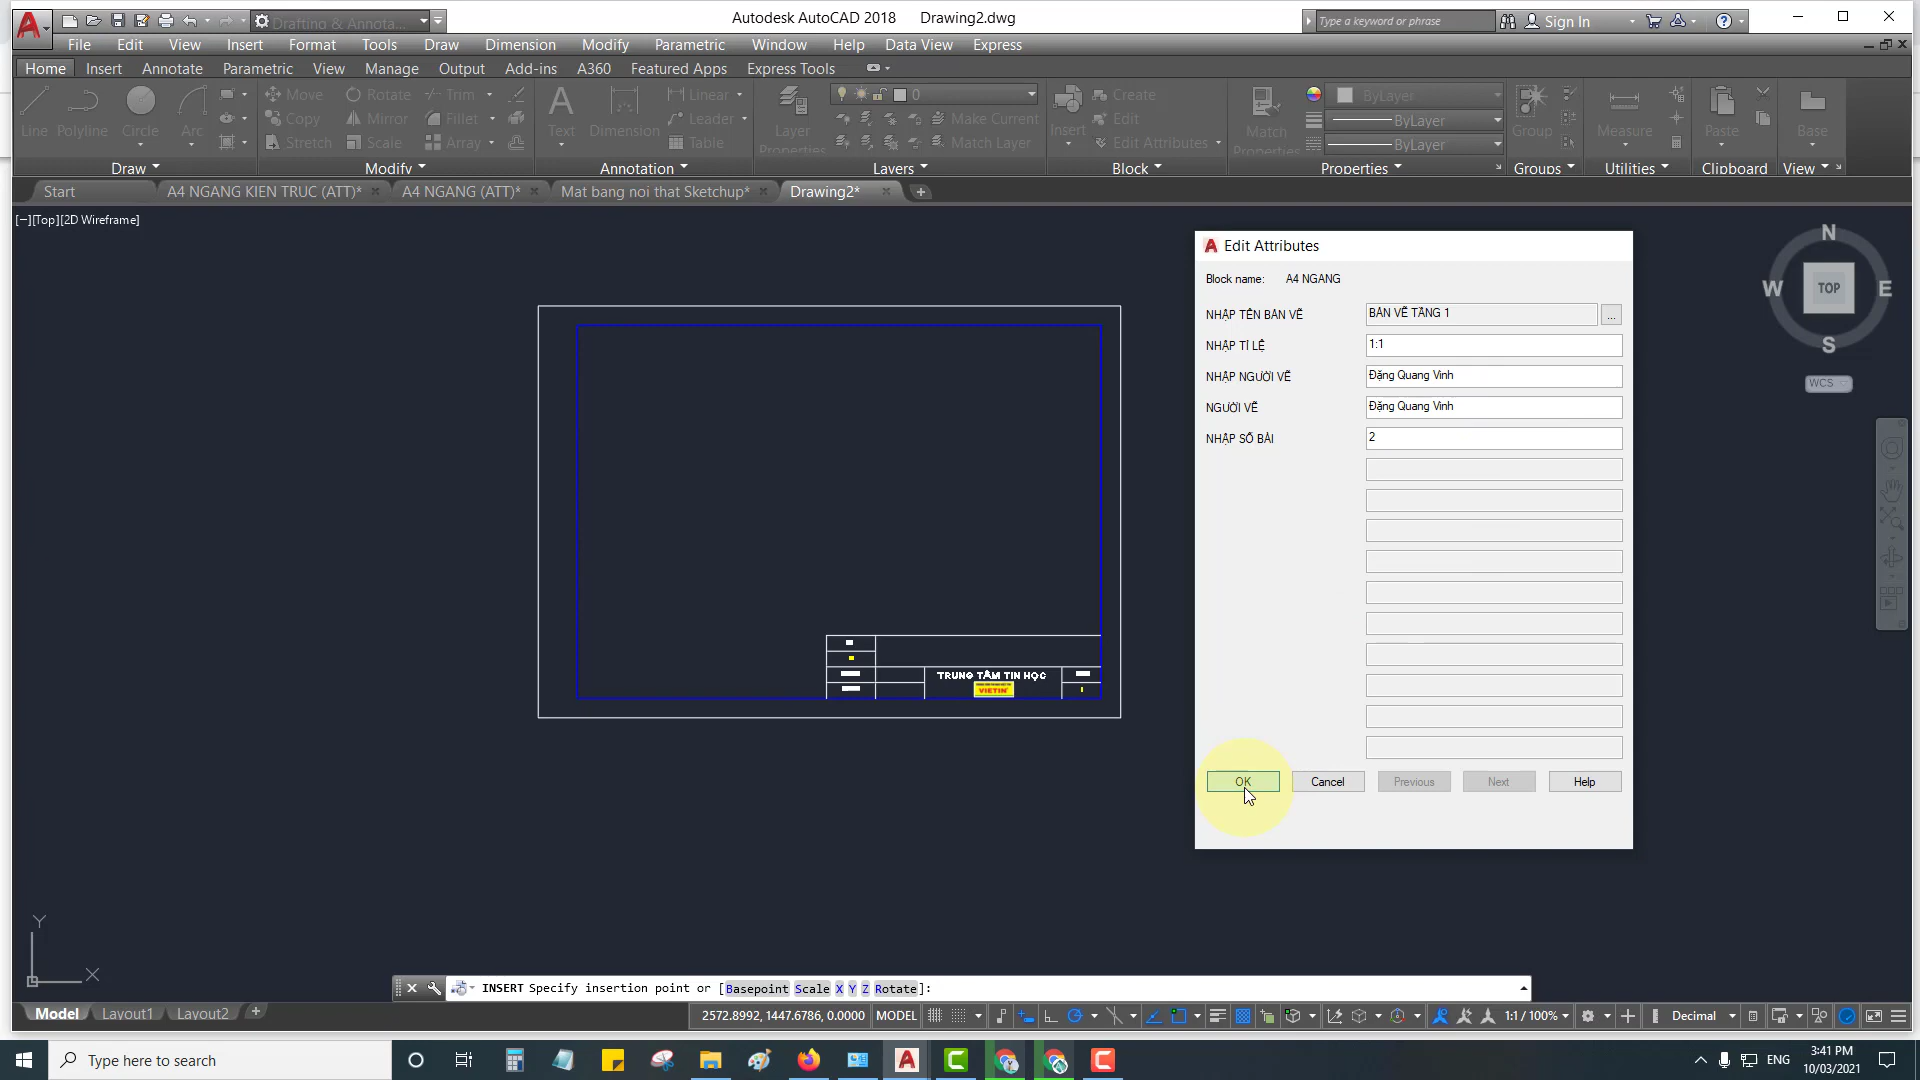 Drafting & Annota...
Autodesk AutoCAD 2018 Drawing2.dwg
Type a keyword or phrase
Sign In
File Edit View Insert Format Tools Draw Dimension Modify Parametric Window Help Data View Express
Home Insert Annotate Parametric View Manage Output Add-ins A360 Featured Apps Express Tools
Line Polyline Circle Arc
Move Rotate Trim
Copy Mirror Fillet
Stretch Scale Array
Text Dimension
Linear
Leader
Table
Layer Properties
0
Make Current
Match Layer
Insert
Create
Edit
Edit Attributes
Match Properties
ByLayer
ByLayer
ByLayer
Group
Measure
Paste
Base
Draw Modify Annotation Layers Block Properties Groups Utilities Clipboard View
Start A4 NGANG KIEN TRUC (ATT)* A4 NGANG (ATT)* Mat bang noi that Sketchup* Drawing2*
[−][Top][2D Wireframe]
N
W TOP E
S
WCS
Edit Attributes
Block name: A4 NGANG
NHẬP TÊN BẢN VẼ BẢN VẼ TẦNG 1 ...
NHẬP TỈ LỆ 1:1
NHẬP NGƯỜI VẼ Đặng Quang Vinh
NGƯỜI VẼ Đặng Quang Vinh
NHẬP SỐ BÀI 2
OK Cancel Previous Next Help
TRUNG TÂM TIN HỌC
VIETIN
Y
X
INSERT Specify insertion point or [Basepoint Scale X Y Z Rotate]:
Model Layout1 Layout2
2572.8992, 1447.6786, 0.0000 MODEL 1:1 / 100% Decimal
Type here to search
ENG
3:41 PM
10/03/2021